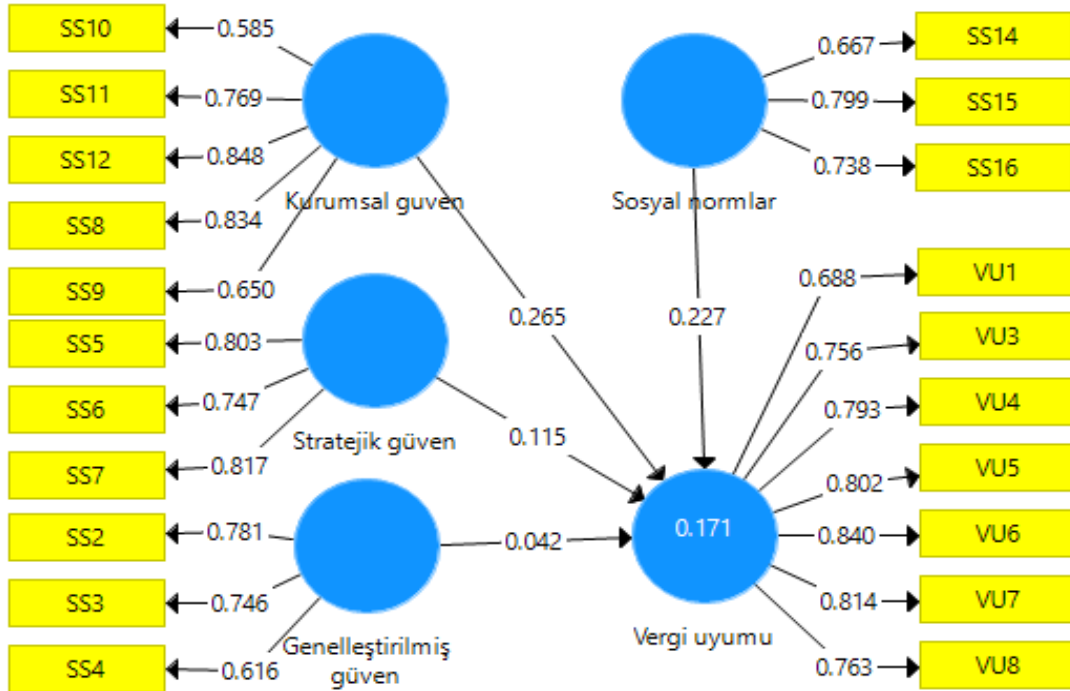 SS10
0.585
SS11
0.769
SS12
0.848
SS8
0.834
SS9
0.650
Kurumsal guven
SS5
0.803
SS6
0.747
SS7
0.817
Stratejik güven
SS2
0.781
SS3
0.746
SS4
0.616
Genelleştirilmiş
güven
0.265
0.115
0.042
0.227
Sosyal normlar
0.667
SS14
0.799
SS15
0.738
SS16
0.171
Vergi uyumu
0.688
VU1
0.756
VU3
0.793
VU4
0.802
VU5
0.840
VU6
0.814
VU7
0.763
VU8